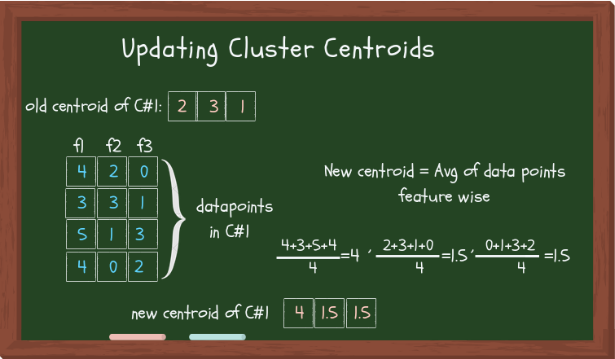 Updating Cluster Centroids
old centroid of C#1: 2 3 1
f1 f2 f3
4 2 0
3 3 1
5 1 3
4 0 2
datapoints
in C#1
New centroid = Avg of data points
feature wise
4+3+5+4/4=4 , 2+3+1+0/4=1.5, 0+1+3+2/4=1.5
new centroid of C#1 4 1.5 1.5